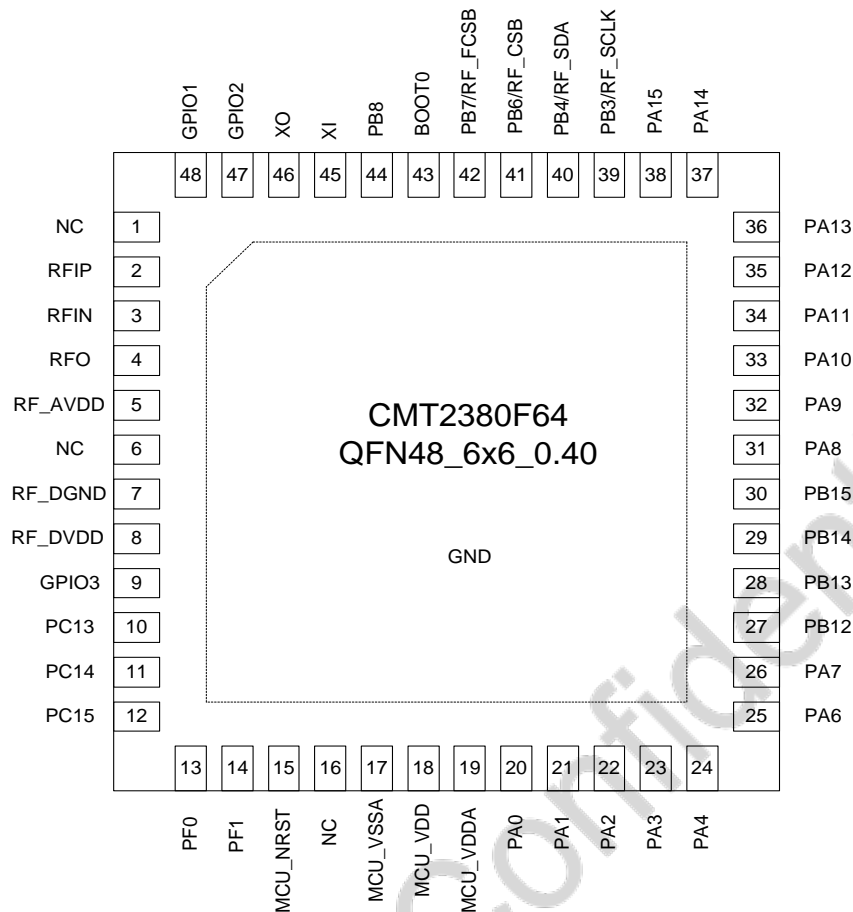 GPIO1
GPIO2
XO
XI
PB8
BOOT0
PB7/RF_FCSB
PB6/RF_CSB
PB4/RF_SDA
PB3/RF_SCLK
PA15
PA14
48 47 46 45 44 43 42 41 40 39 38 37
NC 1
RFIP 2
RFIN 3
RFO 4
RF_AVDD 5
NC 6
RF_DGND 7
RF_DVDD 8
GPIO3 9
PC13 10
PC14 11
PC15 12
CMT2380F64
QFN48_6x6_0.40
GND
36 PA13
35 PA12
34 PA11
33 PA10
32 PA9
31 PA8
30 PB15
29 PB14
28 PB13
27 PB12
26 PA7
25 PA6
13 14 15 16 17 18 19 20 21 22 23 24
PF0
PF1
MCU_NRST
NC
MCU_VSSA
MCU_VDD
MCU_VDDA
PA0
PA1
PA2
PA3
PA4